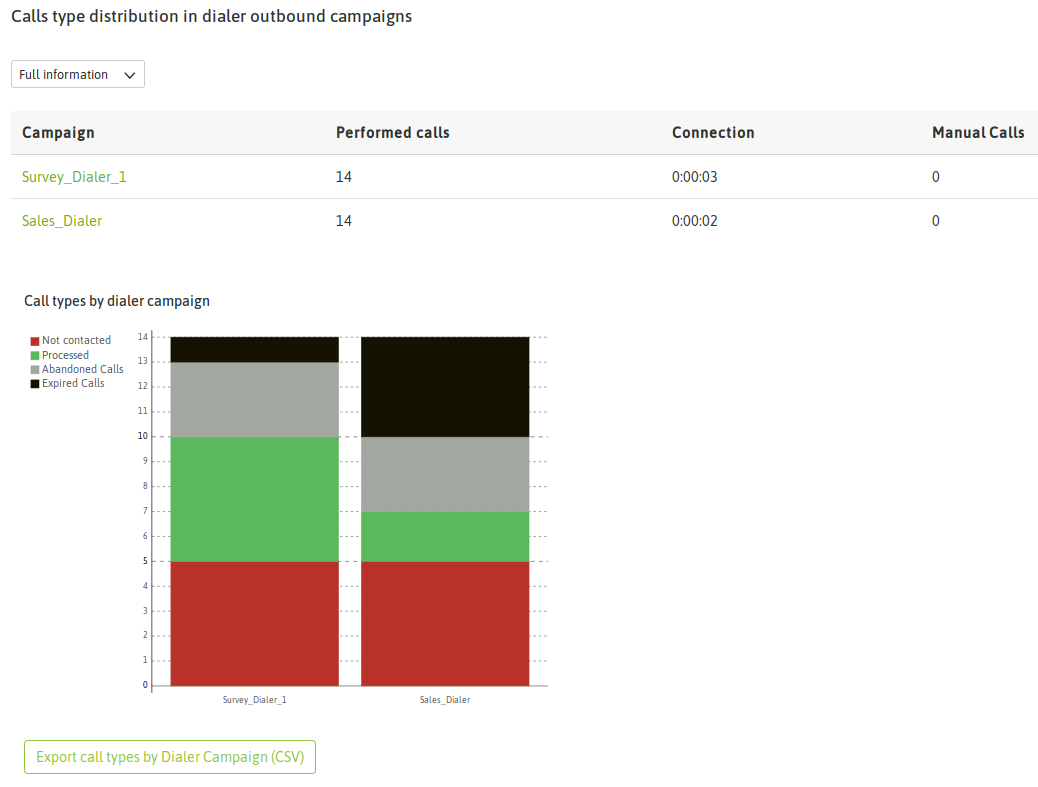 Calls type distribution in dialer outbound campaigns
Full information
Campaign Performed calls Connection Manual Calls
Survey_Dialer_1 14 0:00:03 0
Sales_Dialer 14 0:00:02 0
Call types by dialer campaign
Not contacted
Processed
Abandoned Calls
Expired Calls
14
13
12
11
10
9
8
7
6
5
4
3
2
1
0
Survey_Dialer_1 Sales_Dialer
Export call types by Dialer Campaign (CSV)